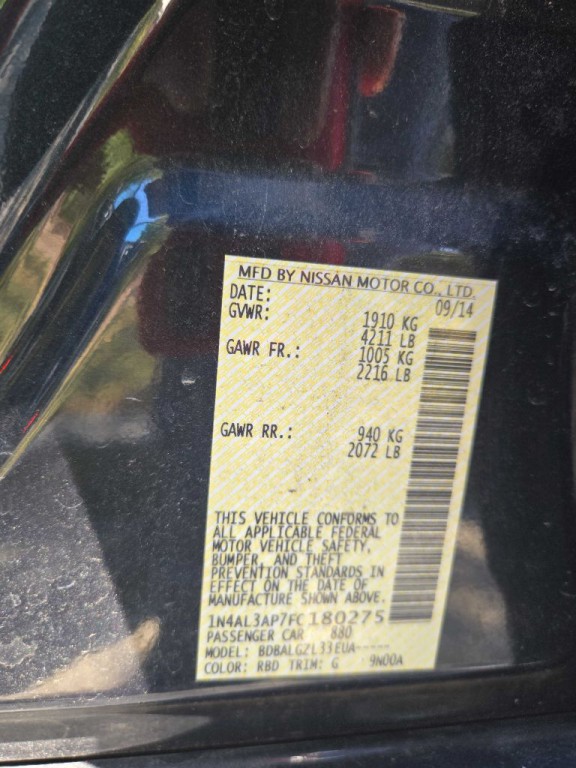 MFD BY NISSAN MOTOR CO., LTD.
DATE: 09/14
GVWR: 1910 KG
4211 LB
GAWR FR.: 1005 KG
2216 LB
GAWR RR.: 940 KG
2072 LB
THIS VEHICLE CONFORMS TO
ALL APPLICABLE FEDERAL
MOTOR VEHICLE SAFETY,
BUMPER, AND THEFT
PREVENTION STANDARDS IN
EFFECT ON THE DATE OF
MANUFACTURE SHOWN ABOVE.
1N4AL3AP7FC180275
PASSENGER CAR 880
MODEL: BDBALGZL33EUA-----
COLOR: RBD TRIM: G 9N00A